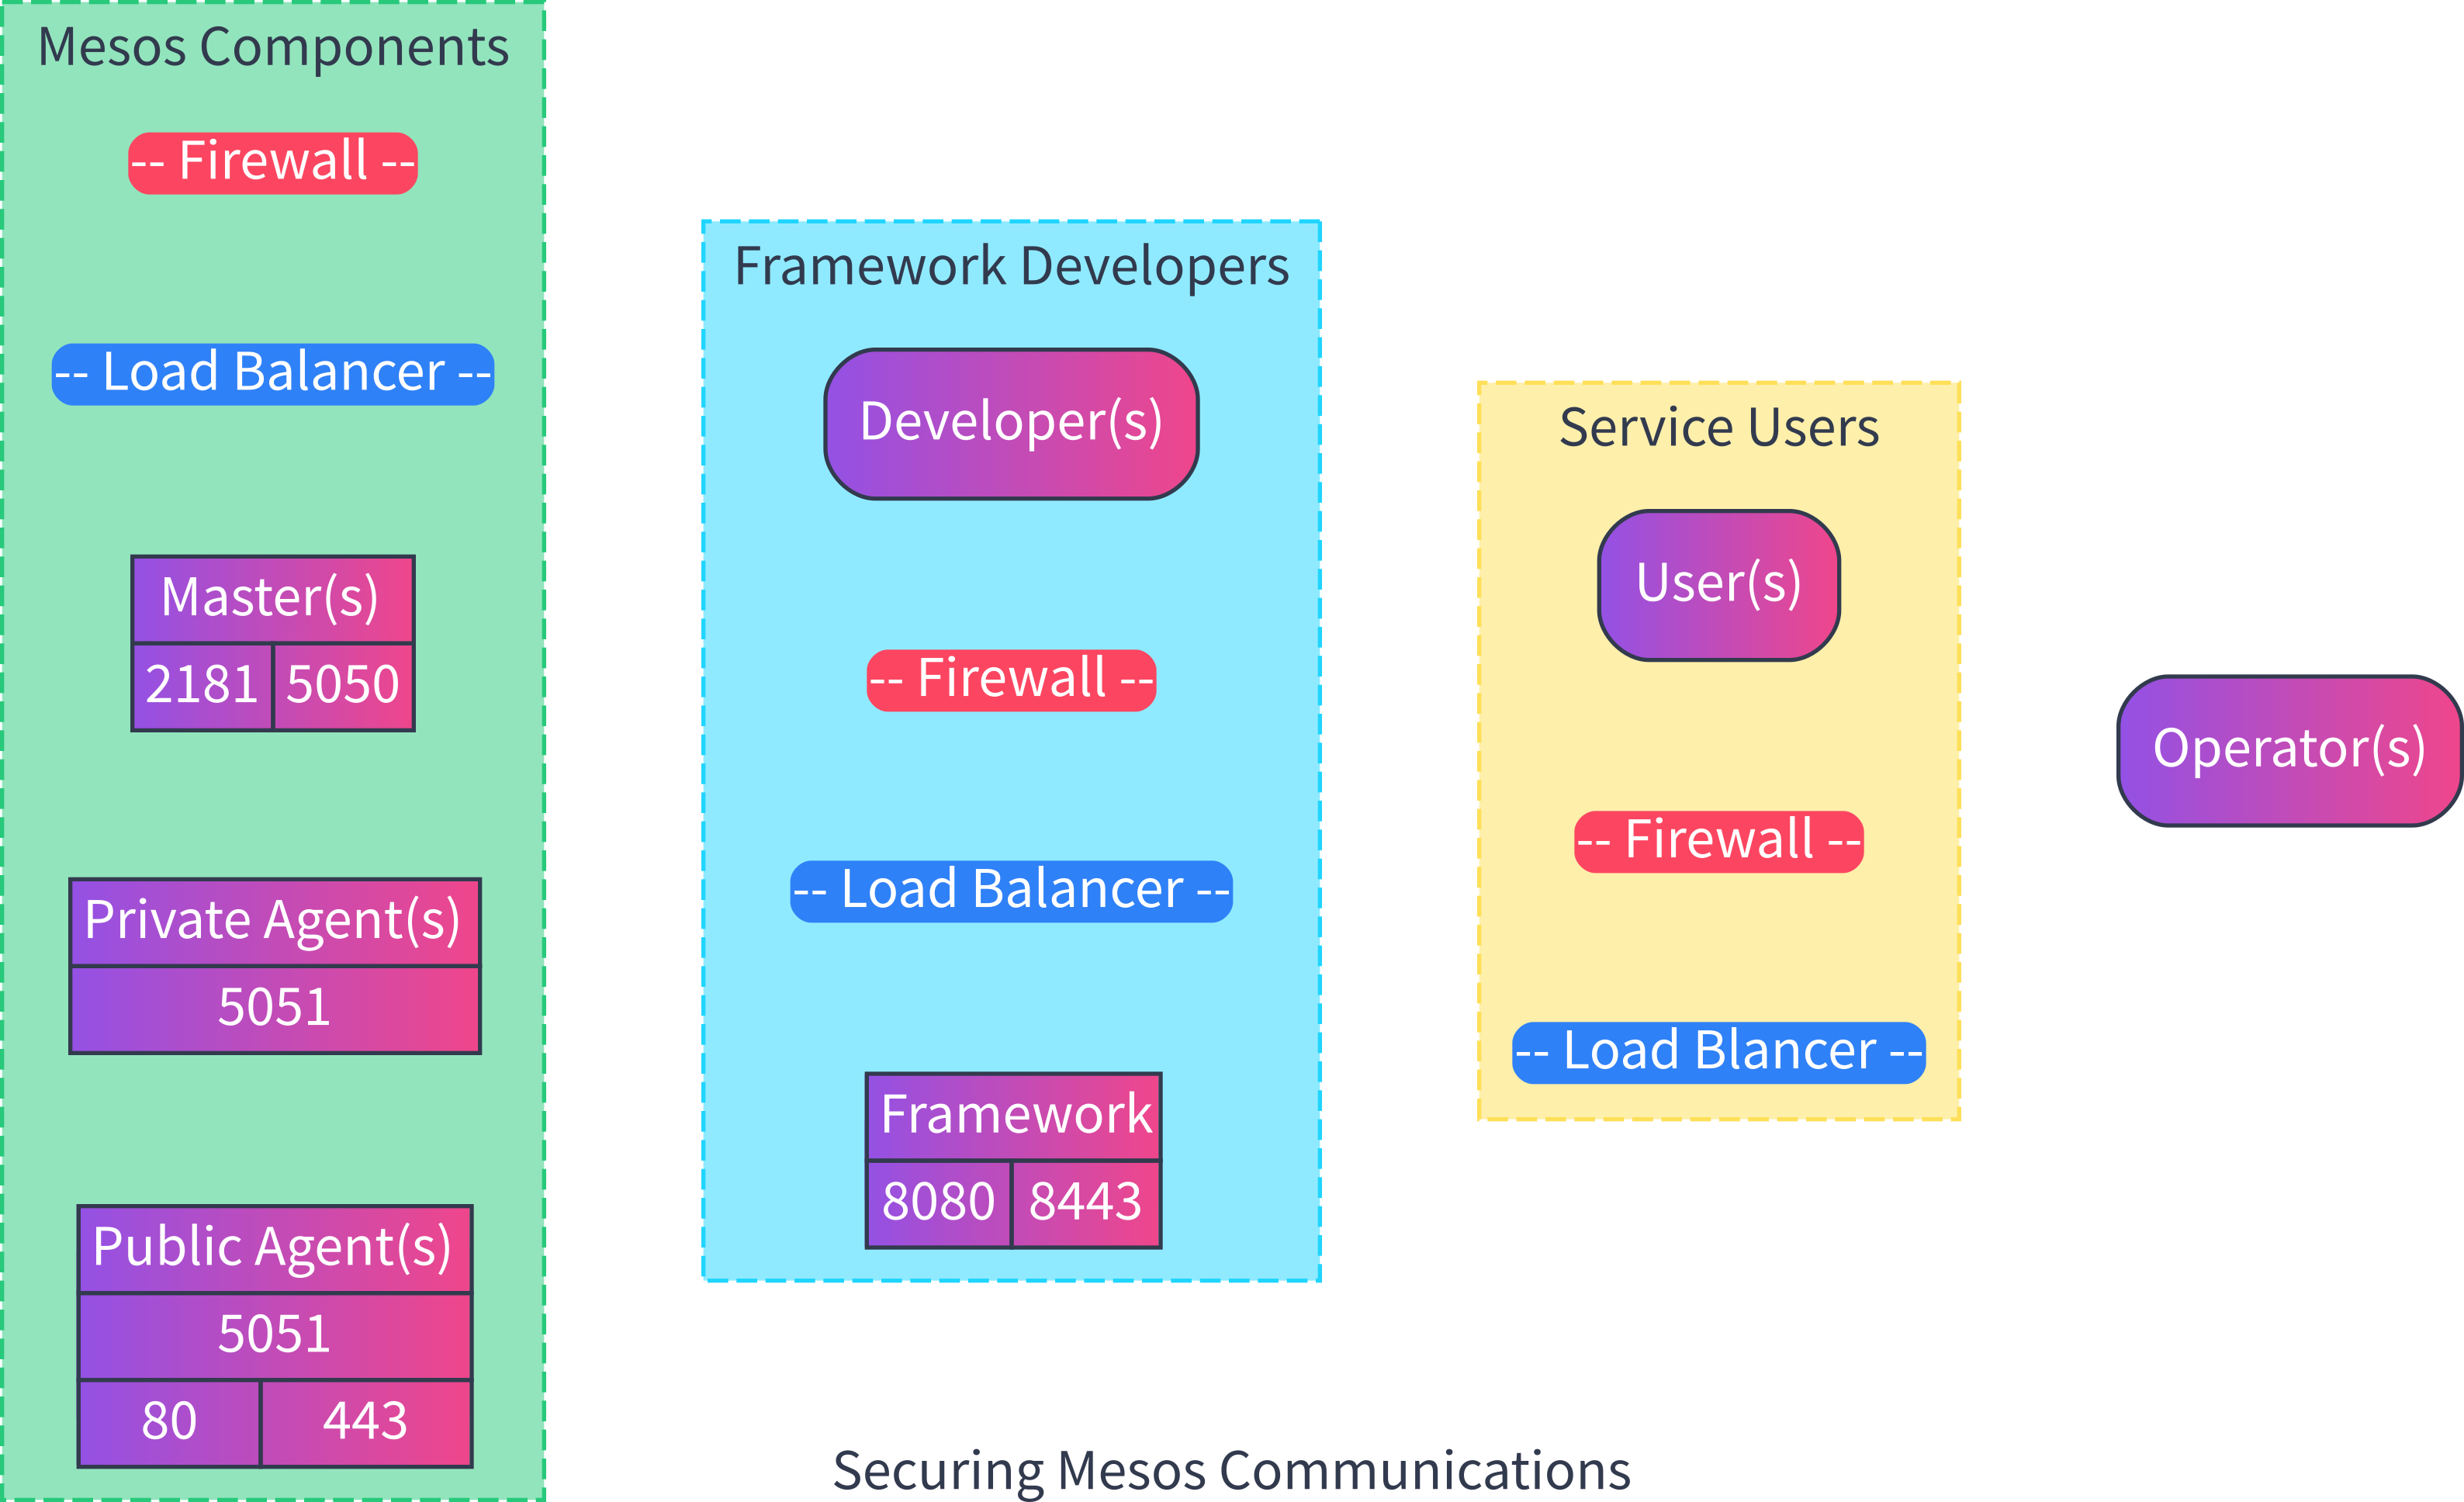 Mesos Components
-- Firewall --
-- Load Balancer --
Master(s)
2181 5050
Private Agent(s)
5051
Public Agent(s)
5051
80 443
Framework Developers
Developer(s)
-- Firewall --
-- Load Balancer --
Framework
8080 8443
Service Users
User(s)
-- Firewall --
-- Load Blancer --
Operator(s)
Securing Mesos Communications